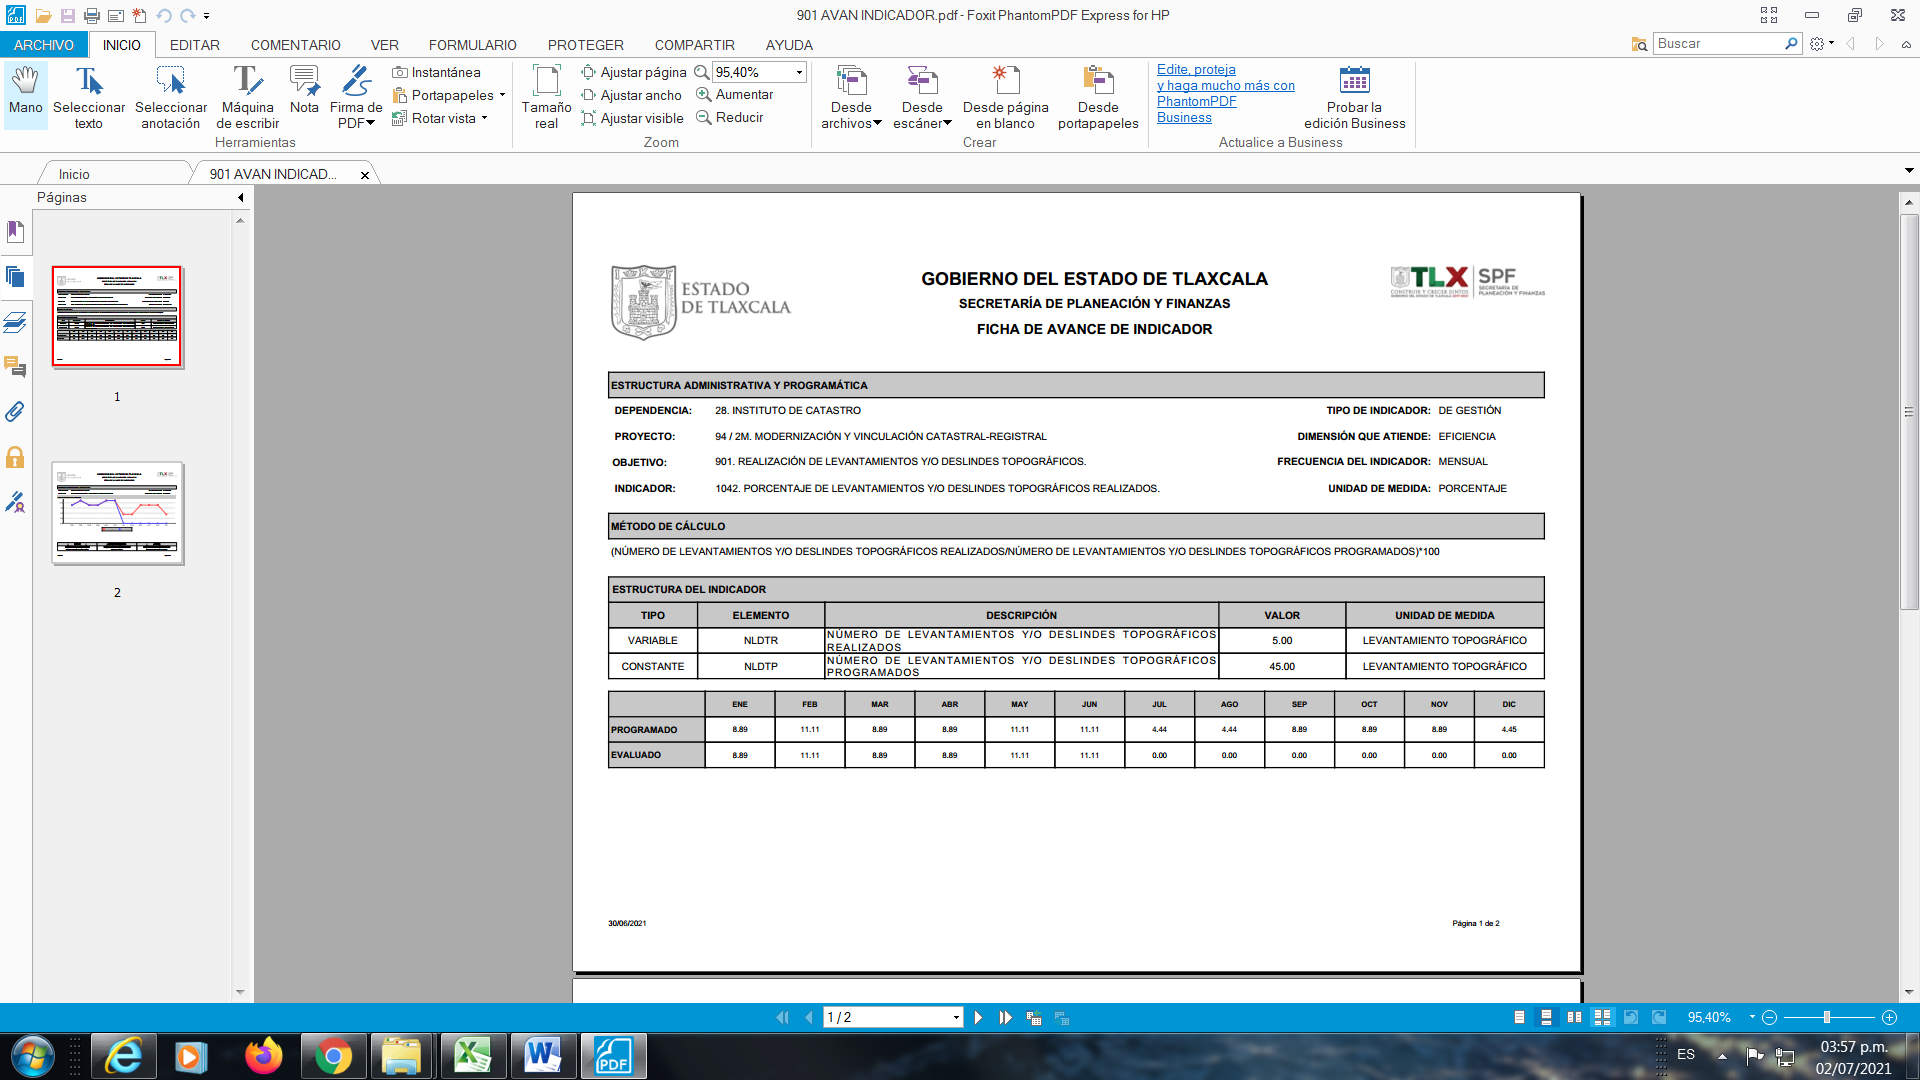 901 AVAN INDICADOR.pdf - Foxit PhantomPDF Express for HP
ARCHIVO INICIO EDITAR COMENTARIO VER FORMULARIO PROTEGER COMPARTIR AYUDA
Buscar
Mano
Seleccionar texto
Seleccionar anotación
Máquina de escribir
Nota
Firma de PDF
Instantánea
Portapapeles
Rotar vista
Herramientas
Tamaño real
Ajustar página
Ajustar ancho
Ajustar visible
95,40%
Aumentar
Reducir
Zoom
Desde archivos
Desde escáner
Desde página en blanco
Desde portapapeles
Crear
Edite, proteja
y haga mucho más con
PhantomPDF
Business
Probar la edición Business
Actualice a Business
Inicio
901 AVAN INDICAD...
Páginas
1
2
ESTADO
DE TLAXCALA
GOBIERNO DEL ESTADO DE TLAXCALA
SECRETARÍA DE PLANEACIÓN Y FINANZAS
FICHA DE AVANCE DE INDICADOR
TLX
CONSTRUIR Y CRECER JUNTOS
SPF
SECRETARÍA DE
PLANEACIÓN Y FINANZAS
ESTRUCTURA ADMINISTRATIVA Y PROGRAMÁTICA
DEPENDENCIA: 28. INSTITUTO DE CATASTRO TIPO DE INDICADOR: DE GESTIÓN
PROYECTO: 94 / 2M. MODERNIZACIÓN Y VINCULACIÓN CATASTRAL-REGISTRAL DIMENSIÓN QUE ATIENDE: EFICIENCIA
OBJETIVO: 901. REALIZACIÓN DE LEVANTAMIENTOS Y/O DESLINDES TOPOGRÁFICOS. FRECUENCIA DEL INDICADOR: MENSUAL
INDICADOR: 1042. PORCENTAJE DE LEVANTAMIENTOS Y/O DESLINDES TOPOGRÁFICOS REALIZADOS. UNIDAD DE MEDIDA: PORCENTAJE
MÉTODO DE CÁLCULO
(NÚMERO DE LEVANTAMIENTOS Y/O DESLINDES TOPOGRÁFICOS REALIZADOS/NÚMERO DE LEVANTAMIENTOS Y/O DESLINDES TOPOGRÁFICOS PROGRAMADOS)*100
ESTRUCTURA DEL INDICADOR
TIPO ELEMENTO DESCRIPCIÓN VALOR UNIDAD DE MEDIDA
VARIABLE NLDTR NÚMERO DE LEVANTAMIENTOS Y/O DESLINDES TOPOGRÁFICOS REALIZADOS 5.00 LEVANTAMIENTO TOPOGRÁFICO
CONSTANTE NLDTP NÚMERO DE LEVANTAMIENTOS Y/O DESLINDES TOPOGRÁFICOS PROGRAMADOS 45.00 LEVANTAMIENTO TOPOGRÁFICO
ENE FEB MAR ABR MAY JUN JUL AGO SEP OCT NOV DIC
PROGRAMADO 8.89 11.11 8.89 8.89 11.11 11.11 4.44 4.44 8.89 8.89 8.89 4.45
EVALUADO 8.89 11.11 8.89 8.89 11.11 11.11 0.00 0.00 0.00 0.00 0.00 0.00
30/06/2021 Página 1 de 2
1 / 2
95,40%
ES
03:57 p.m.
02/07/2021